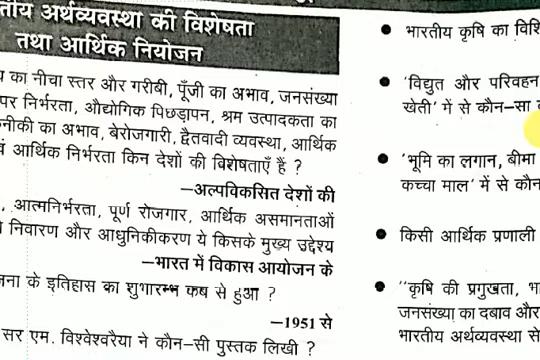 अर्थव्यवस्था की विशेषता
तथा आर्थिक नियोजन
का नीचा स्तर और गरीबी, पूँजी का अभाव, जनसंख्या
पर निर्भरता, औद्योगिक पिछड़ापन, श्रम उत्पादकता का
का अभाव, बेरोजगारी, द्वैतवादी व्यवस्था, आर्थिक
आर्थिक निर्भरता किन देशों की विशेषताएँ हैं ?
—अल्पविकसित देशों की
, आत्मनिर्भरता, पूर्ण रोजगार, आर्थिक असमानताओं
निवारण और आधुनिकीकरण ये किसके मुख्य उद्देश्य
—भारत में विकास आयोजन के
के इतिहास का शुभारम्भ कब से हुआ ?
—1951 से
सर एम. विश्वेश्वरैया ने कौन-सी पुस्तक लिखी ?
● भारतीय कृषि का
● 'विद्युत और परिवहन
खेती' में से कौन-सा
● 'भूमि का लगान, बीमा
कच्चा माल' में से
● किसी आर्थिक प्रणाली
● "कृषि की प्रमुखता,
जनसंख्या का दबाव और
भारतीय अर्थव्यवस्था से